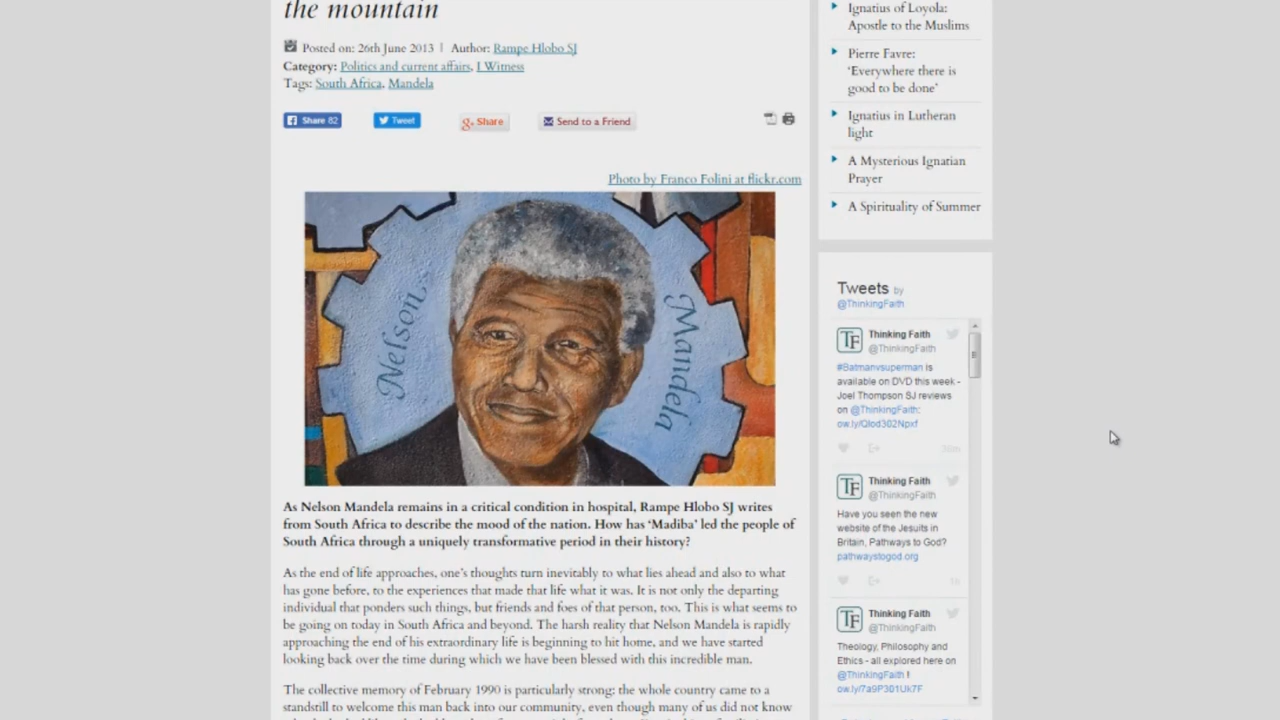 the mountain
Posted on: 26th June 2013 | Author: Rampe Hlobo SJ
Category: Politics and current affairs, I Witness
Tags: South Africa, Mandela
Share 82
Tweet
g+ Share
Send to a Friend
Photo by Franco Folini at flickr.com
Nelson
Mandela
As Nelson Mandela remains in a critical condition in hospital, Rampe Hlobo SJ writes
from South Africa to describe the mood of the nation. How has ‘Madiba’ led the people of
South Africa through a uniquely transformative period in their history?
As the end of life approaches, one’s thoughts turn inevitably to what lies ahead and also to what
has gone before, to the experiences that made that life what it was. It is not only the departing
individual that ponders such things, but friends and foes of that person, too. This is what seems to
be going on today in South Africa and beyond. The harsh reality that Nelson Mandela is rapidly
approaching the end of his extraordinary life is beginning to hit home, and we have started
looking back over the time during which we have been blessed with this incredible man.
The collective memory of February 1990 is particularly strong: the whole country came to a
standstill to welcome this man back into our community, even though many of us did not know
Ignatius of Loyola:
Apostle to the Muslims
Pierre Favre:
‘Everywhere there is
good to be done’
Ignatius in Lutheran
light
A Mysterious Ignatian
Prayer
A Spirituality of Summer
Tweets by
@ThinkingFaith
TF
Thinking Faith
@ThinkingFaith
#Batmanvsuperman is
available on DVD this week -
Joel Thompson SJ reviews
on @ThinkingFaith:
ow.ly/Qlod302Npxf
30m
TF
Thinking Faith
@ThinkingFaith
Have you seen the new
website of the Jesuits in
Britain, Pathways to God?
pathwaystogod.org
1h
TF
Thinking Faith
@ThinkingFaith
Theology, Philosophy and
Ethics - all explored here on
@ThinkingFaith !
ow.ly/7a9P301Uk7F